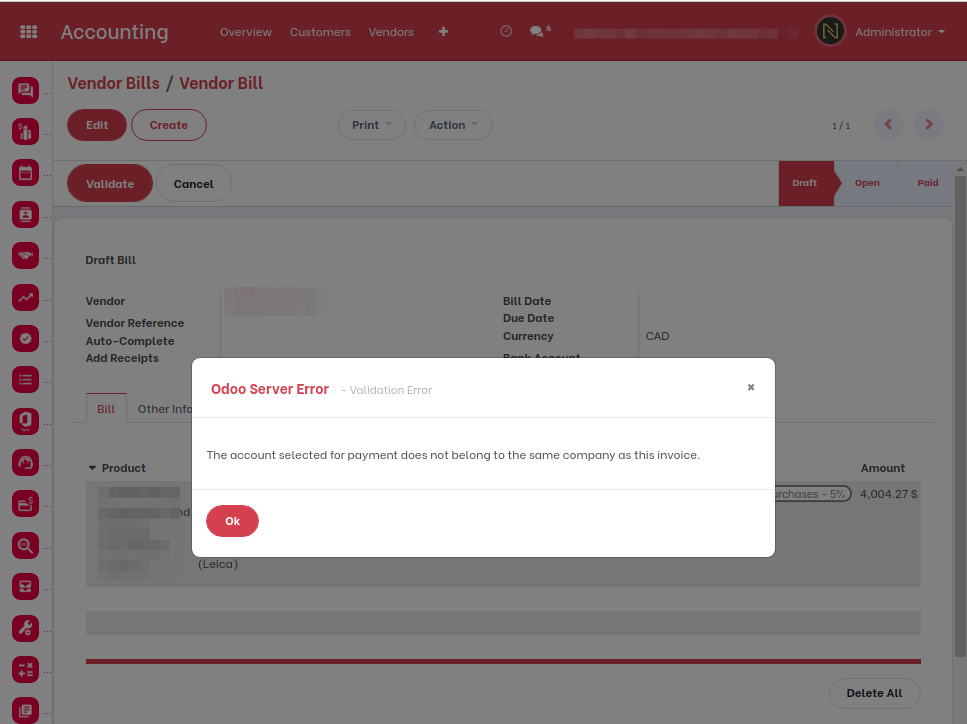 Accounting
Overview Customers Vendors + 6 Administrator
Vendor Bills / Vendor Bill
Edit Create Print Action 1 / 1
Validate Cancel Draft Open Paid
Draft Bill
Vendor Bill Date
Vendor Reference Due Date
Auto-Complete Currency CAD
Add Receipts Bank Account
Odoo Server Error - Validation Error ×
Bill Other Info
The account selected for payment does not belong to the same company as this invoice.
Product Amount
urchases - 5% 4,004.27 $
nd
Ok
(Leica)
Delete All